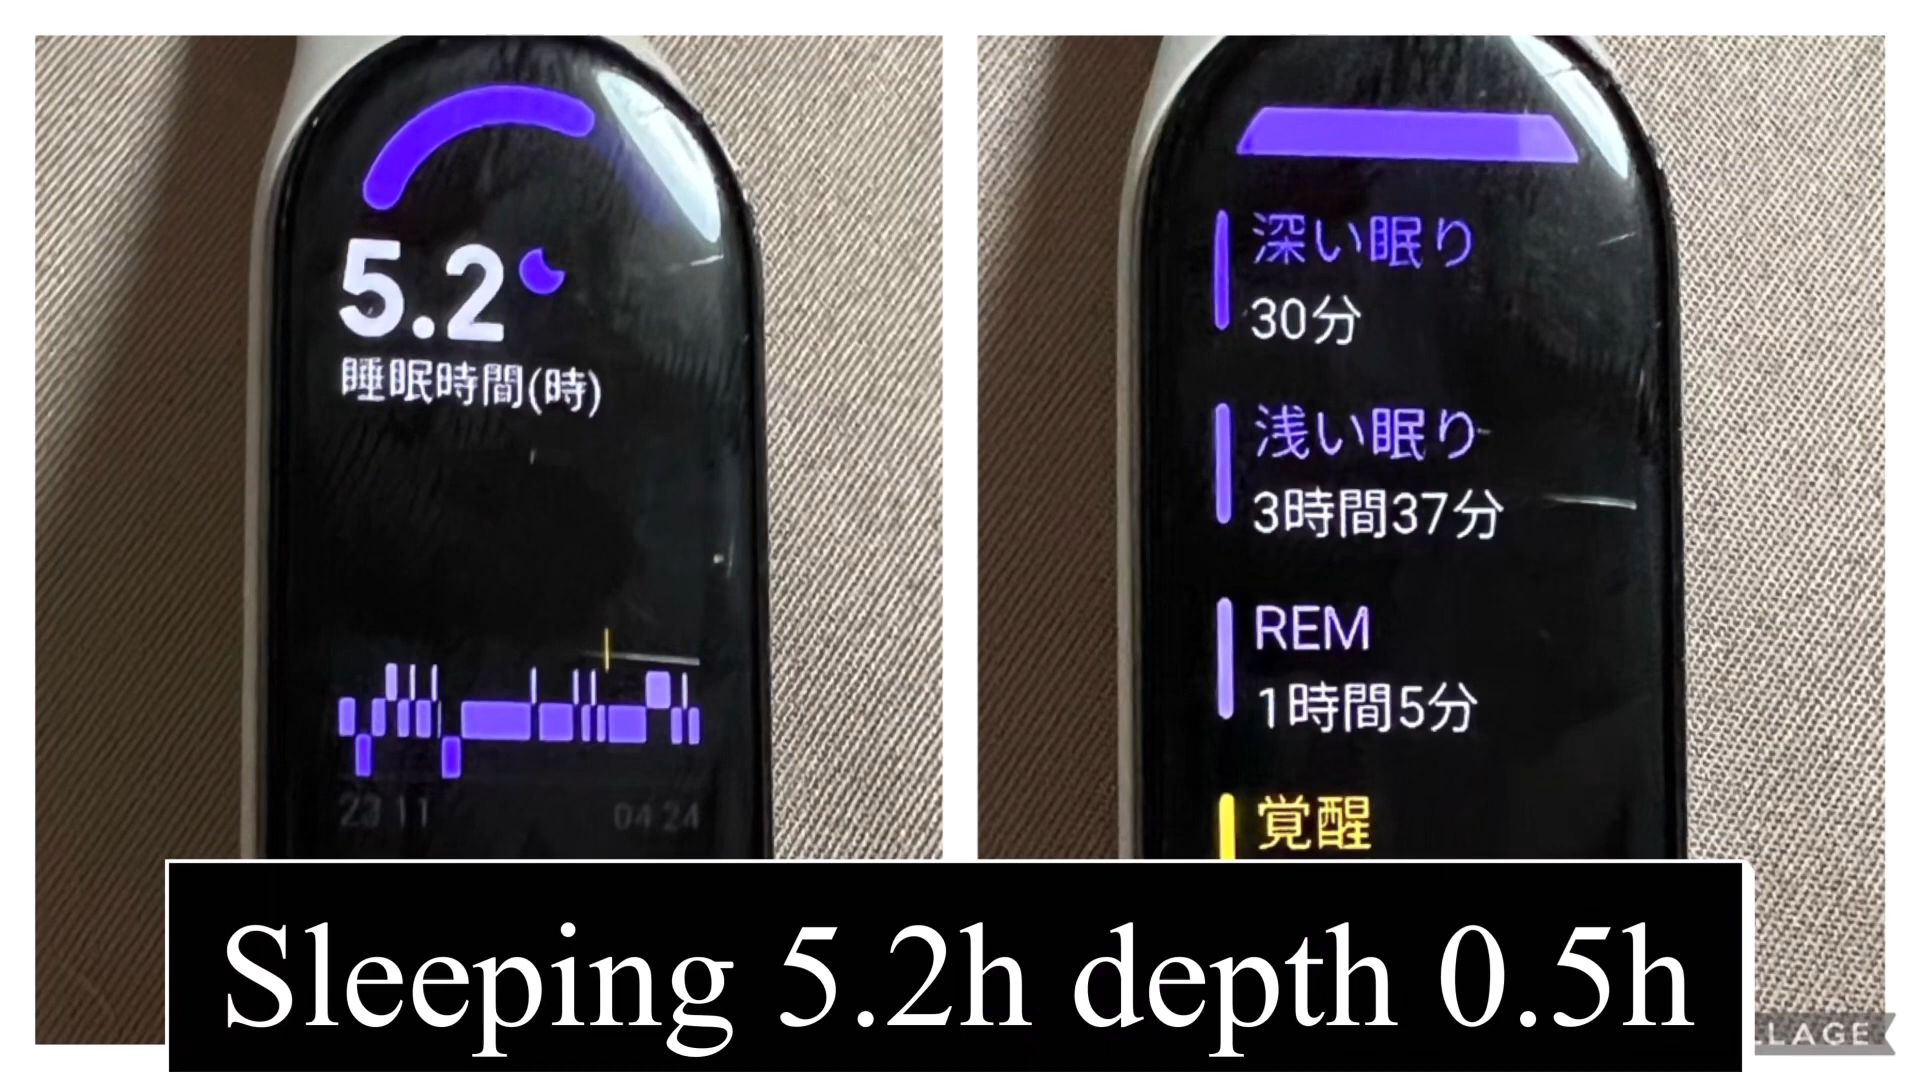 5.2
睡眠時間(時)
23 11
04 24
深い眠り
30分
浅い眠り
3時間37分
REM
1時間5分
覚醒
Sleeping 5.2h depth 0.5h
LLAGE